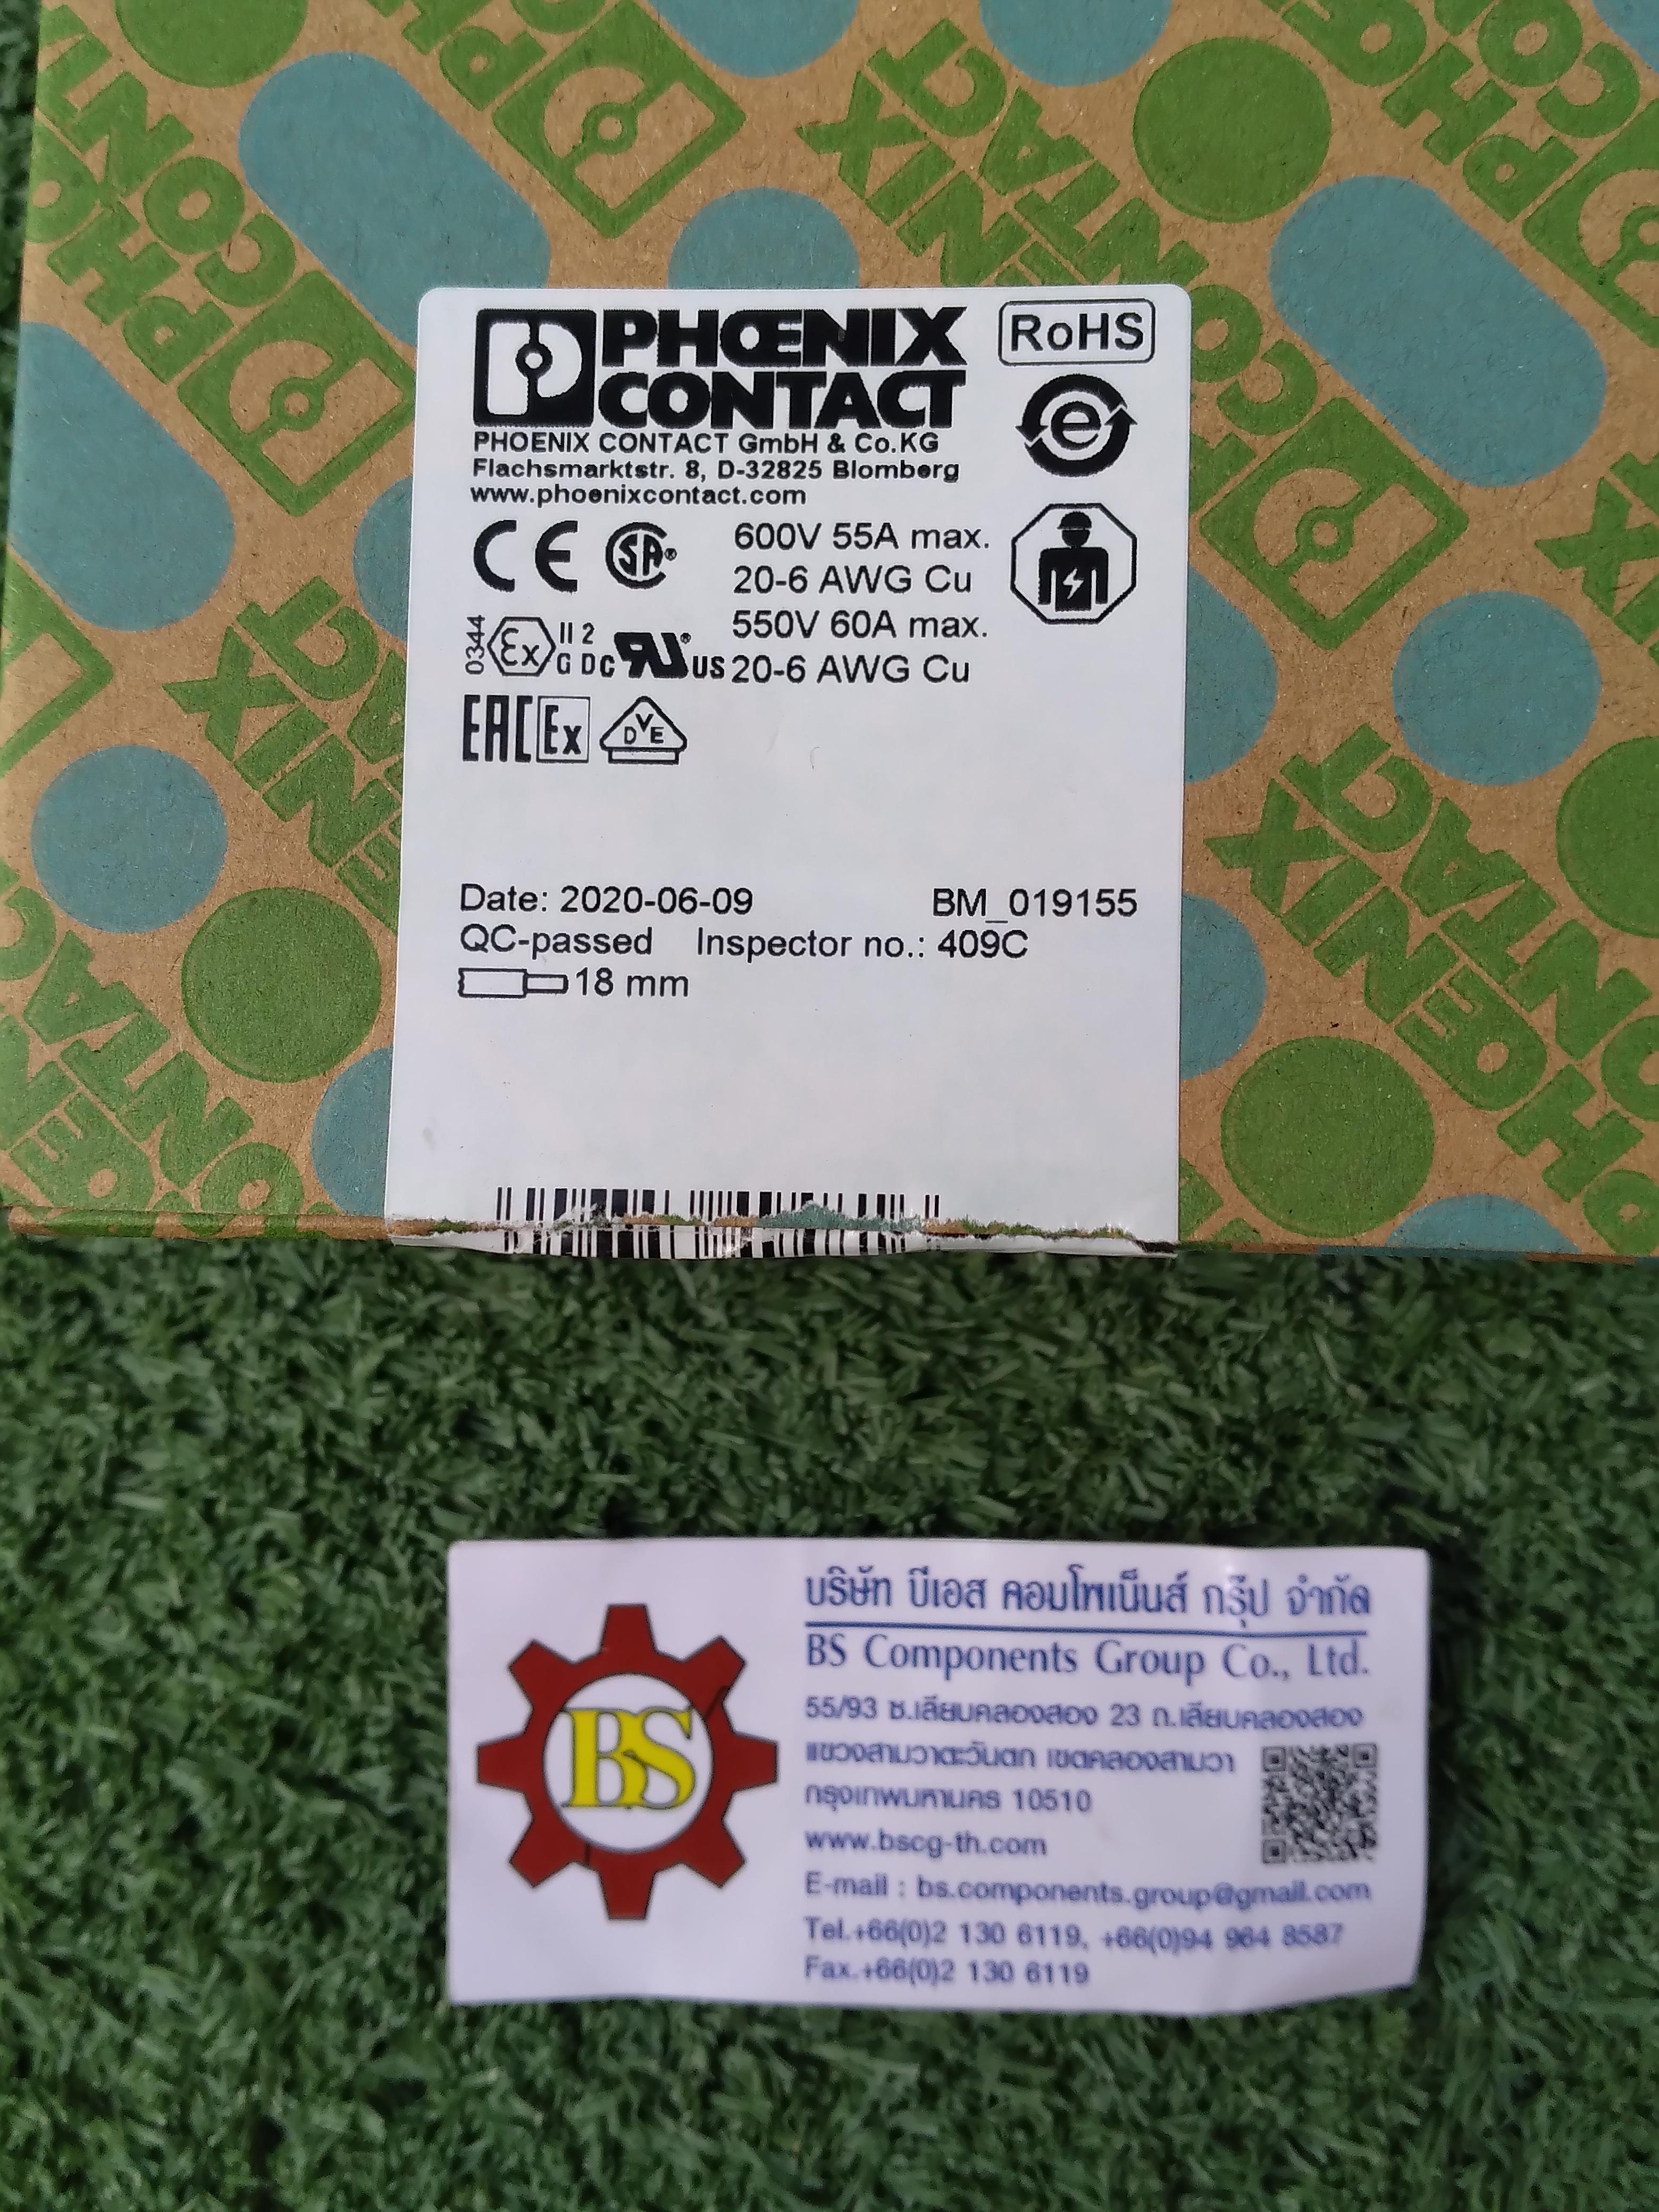 PHOENIX
CONTACT
RoHS
e
PHOENIX CONTACT GmbH & Co.KG
Flachsmarktstr. 8, D-32825 Blomberg
www.phoenixcontact.com
CE SA® 600V 55A max.
20-6 AWG Cu
0344 Ex II 2 G D C RU® US 550V 60A max.
20-6 AWG Cu
EAC Ex DVE
Date: 2020-06-09 BM_019155
QC-passed Inspector no.: 409C
18 mm
บริษัท บีเอส คอมโพเน็นส์ กรุ๊ป จำกัด
BS Components Group Co., Ltd.
BS
55/93 ซ.เลียบคลองสอง 23 ถ.เลียบคลองสอง
แขวงสามวาตะวันตก เขตคลองสามวา
กรุงเทพมหานคร 10510
www.bscg-th.com
E-mail : bs.components.group@gmail.com
Tel.+66(0)2 130 6119, +66(0)94 964 8587
Fax.+66(0)2 130 6119